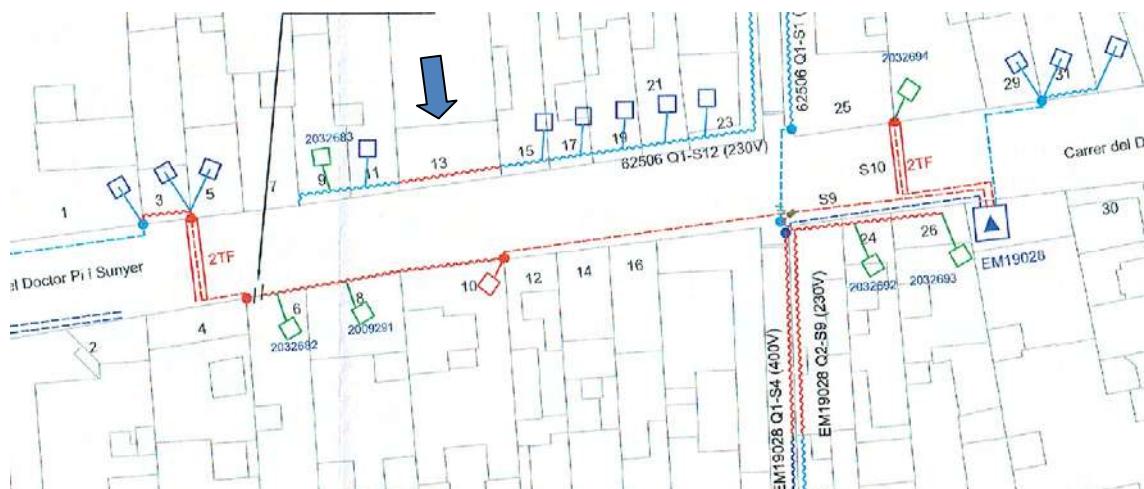 62506 Q1-S1 (
2032694
29
31
21
25
23
19
17
15
62506 Q1-S12 (230V)
2032683
13
11
9
7
5
3
1
S10
2TF
Carrer del D
S9
30
26
24
EM19028
2032692
2032693
el Doctor Pi i Sunyer
2TF
16
14
12
10
8
6
4
2
2032682
2009291
EM19028 Q1-S4 (400V)
EM19028 Q2-S9 (230V)